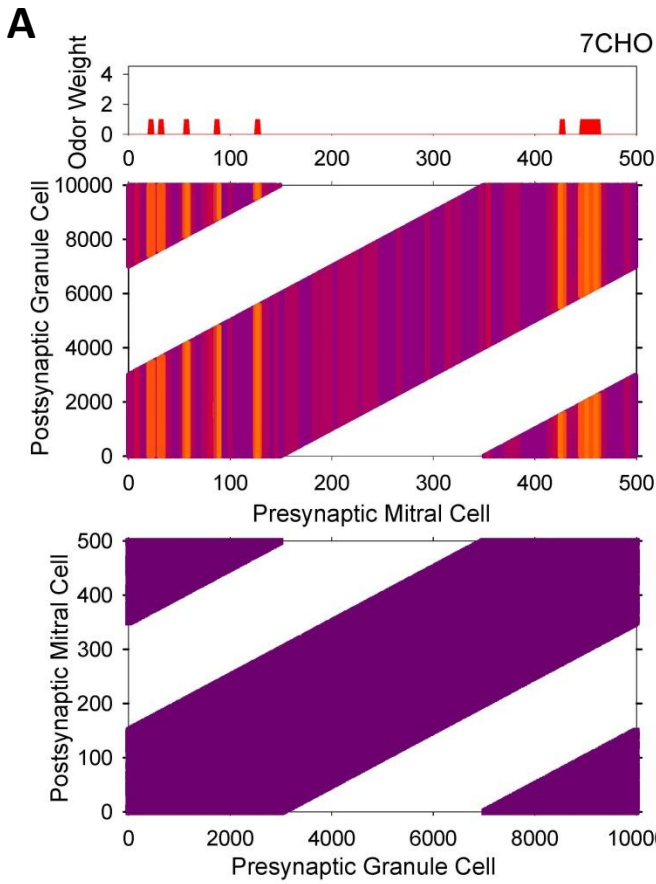 A
7CHO
Odor Weight
4
2
0
0 100 200 300 400 500
Postsynaptic Granule Cell
10000
8000
6000
4000
2000
0
0 100 200 300 400 500
Presynaptic Mitral Cell
Postsynaptic Mitral Cell
500
400
300
200
100
0
0 2000 4000 6000 8000 1000
Presynaptic Granule Cell